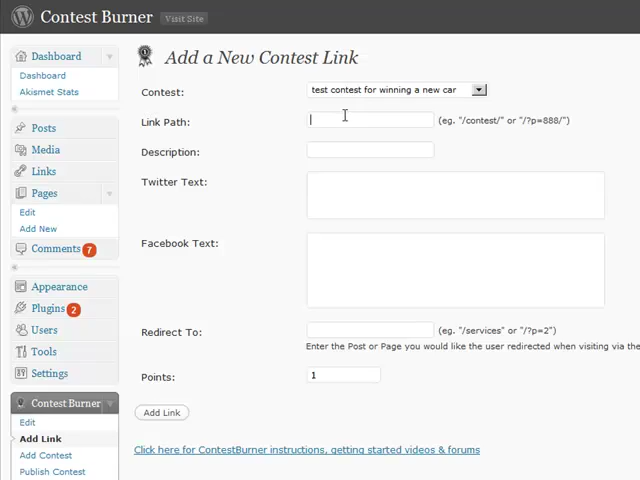 Contest Burner Visit Site
Dashboard
Dashboard
Akismet Stats
Posts
Media
Links
Pages
Edit
Add New
Comments 7
Appearance
Plugins 2
Users
Tools
Settings
Contest Burner
Edit
Add Link
Add Contest
Publish Contest
Add a New Contest Link
Contest: test contest for winning a new car
Link Path: (eg. "/contest/" or "/?p=888/")
Description:
Twitter Text:
Facebook Text:
Redirect To: (eg. "/services" or "/?p=2")
Enter the Post or Page you would like the user redirected when visiting via the
Points: 1
Add Link
Click here for ContestBurner instructions, getting started videos & forums